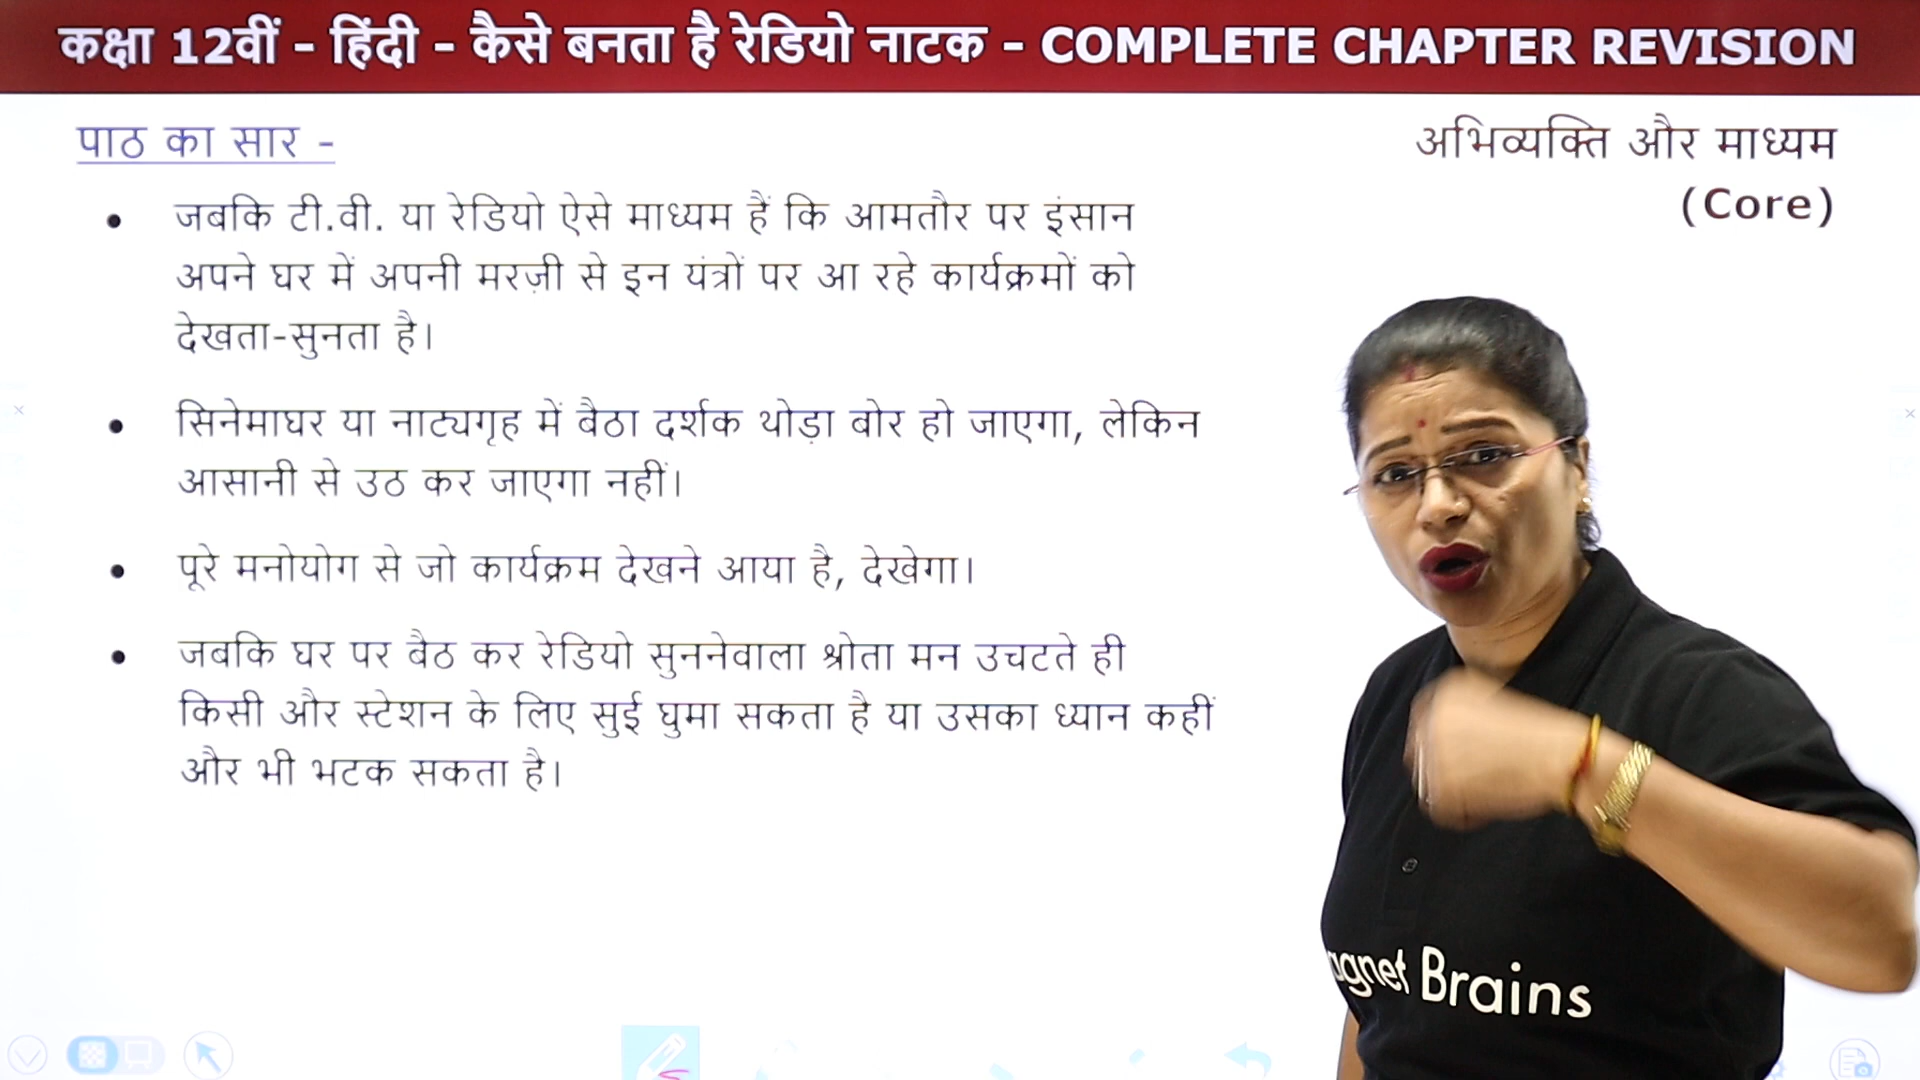 कक्षा 12वीं - हिंदी - कैसे बनता है रेडियो नाटक - COMPLETE CHAPTER REVISION
पाठ का सार -
अभिव्यक्ति और माध्यम
(Core)
• जबकि टी.वी. या रेडियो ऐसे माध्यम हैं कि आमतौर पर इंसान
अपने घर में अपनी मरज़ी से इन यंत्रों पर आ रहे कार्यक्रमों को
देखता-सुनता है।
• सिनेमाघर या नाट्यगृह में बैठा दर्शक थोड़ा बोर हो जाएगा, लेकिन
आसानी से उठ कर जाएगा नहीं।
• पूरे मनोयोग से जो कार्यक्रम देखने आया है, देखेगा।
• जबकि घर पर बैठ कर रेडियो सुननेवाला श्रोता मन उचटते ही
किसी और स्टेशन के लिए सुई घुमा सकता है या उसका ध्यान कहीं
और भी भटक सकता है।
agnet Brains